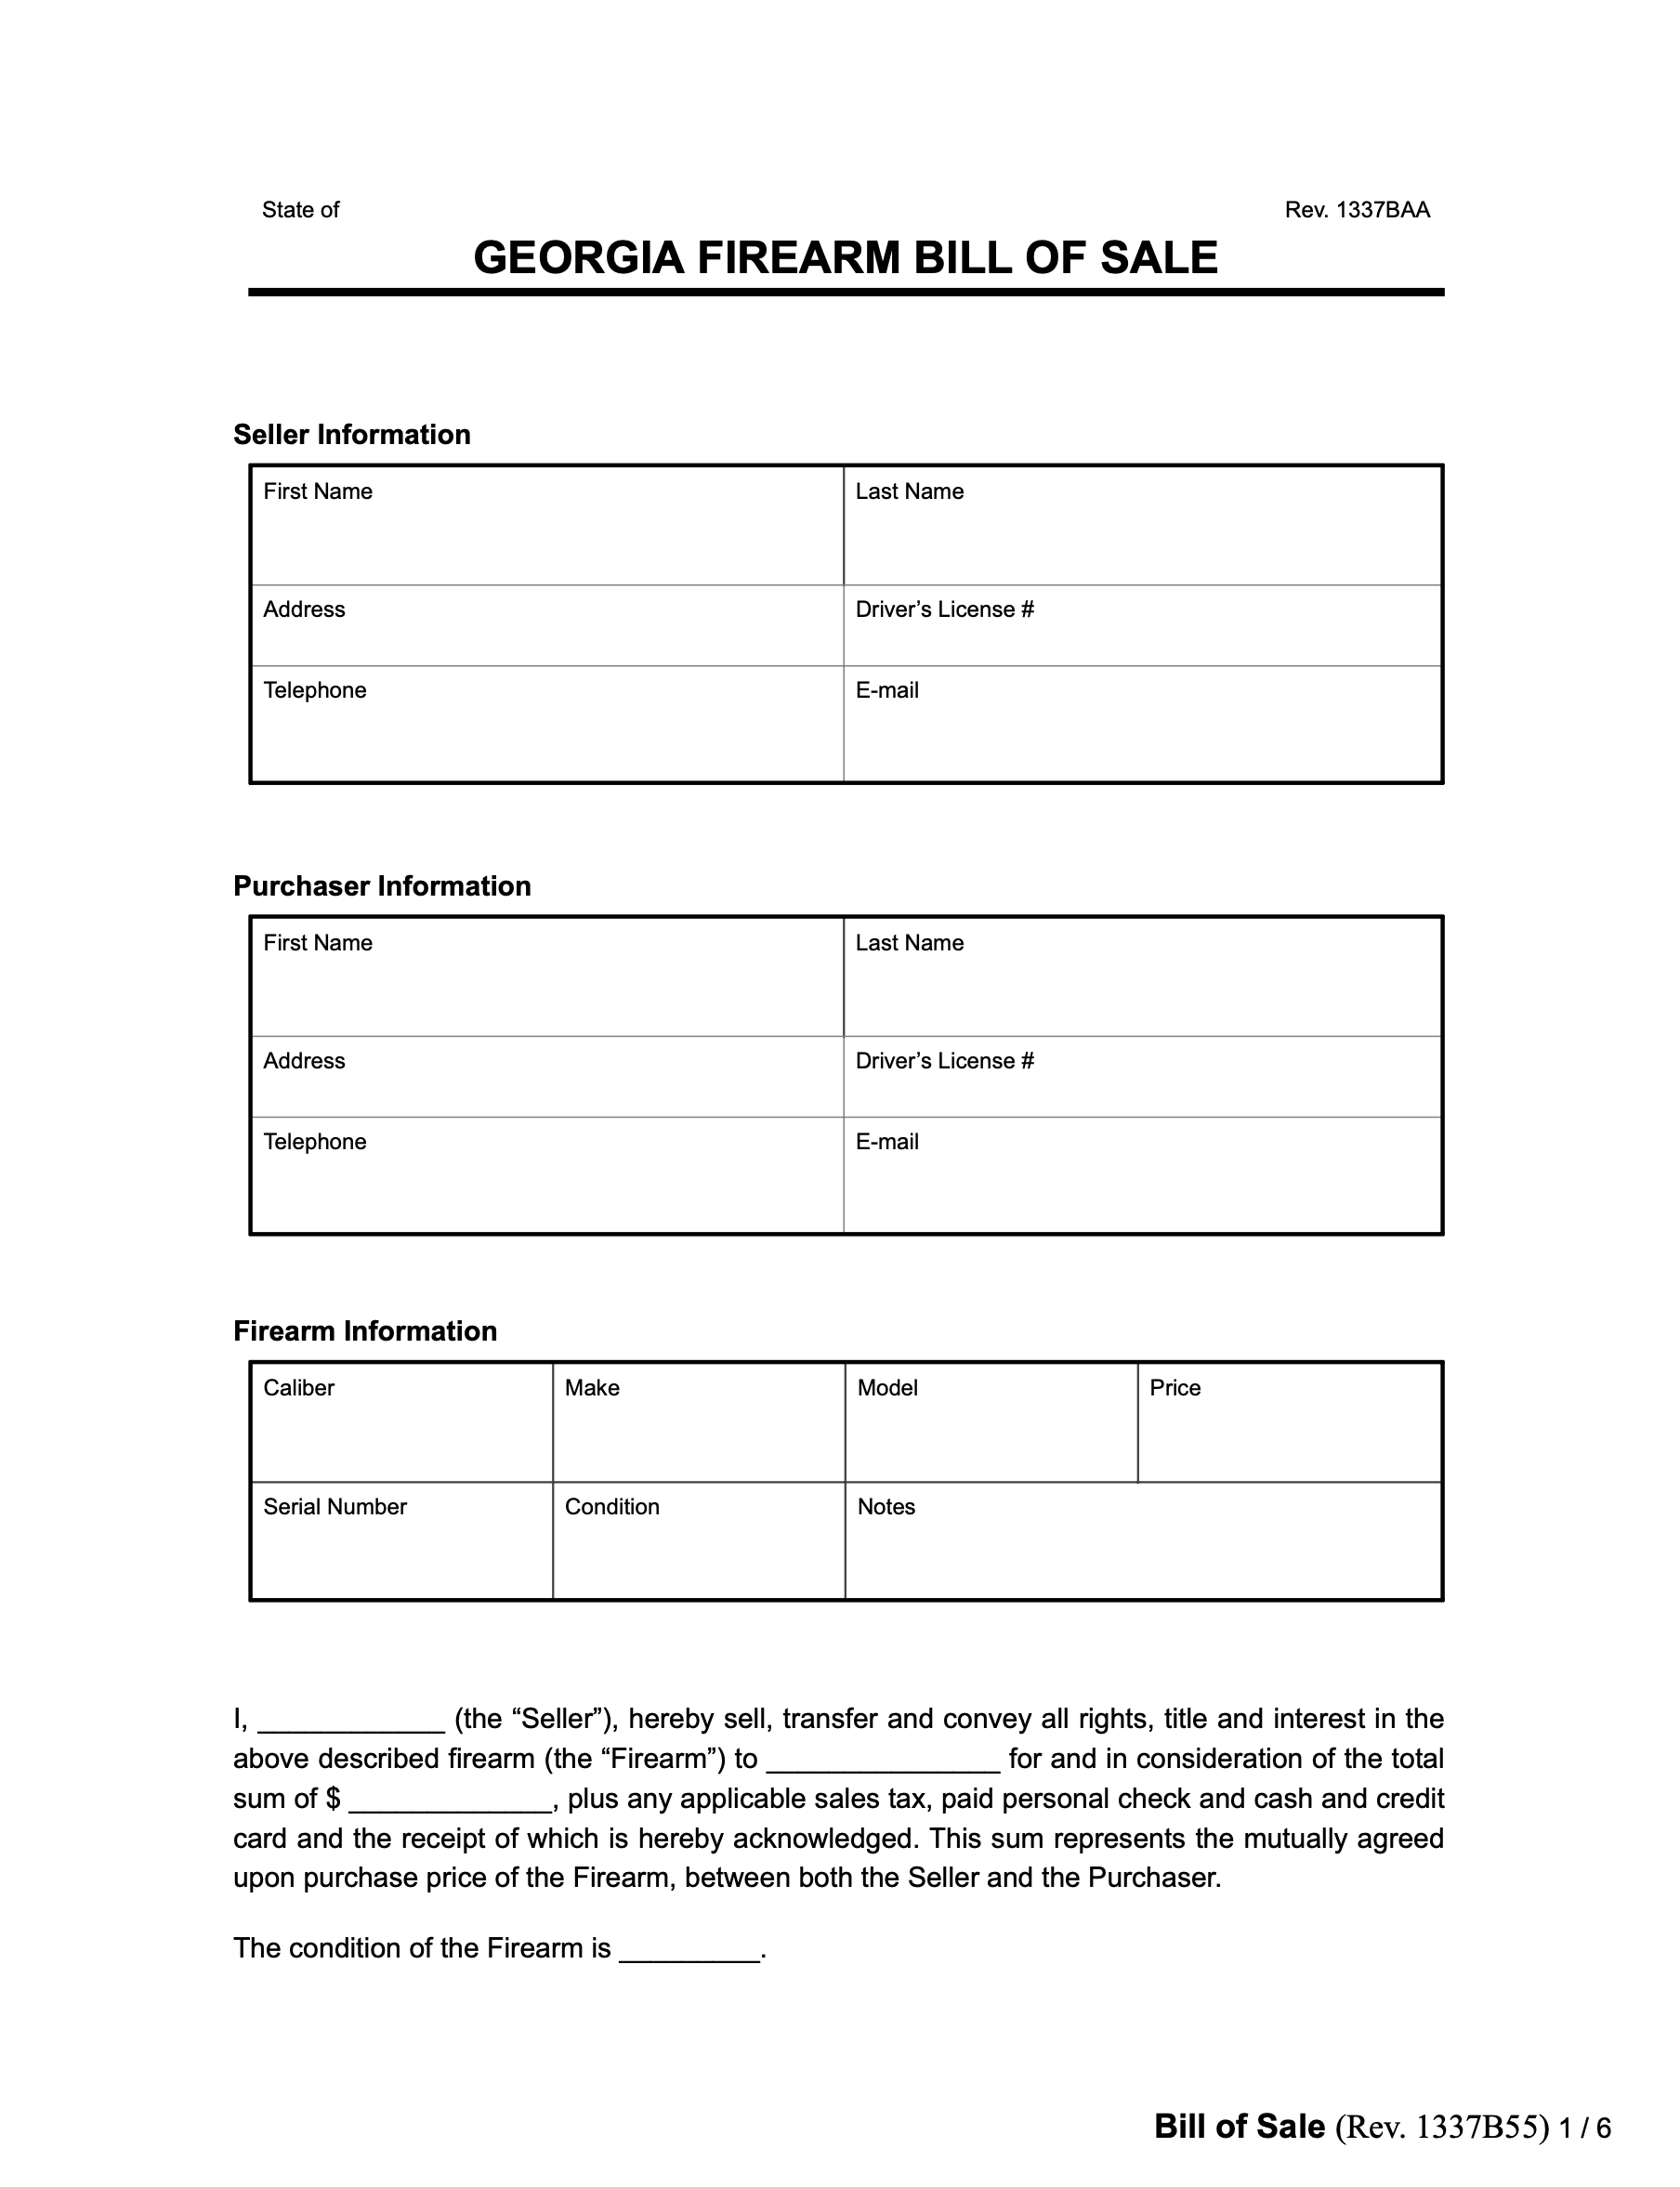 State of Rev. 1337BAA
GEORGIA FIREARM BILL OF SALE
Seller Information
First Name Last Name
Address Driver’s License #
Telephone E-mail
Purchaser Information
First Name Last Name
Address Driver’s License #
Telephone E-mail
Firearm Information
Caliber Make Model Price
Serial Number Condition Notes
I, ____________ (the “Seller”), hereby sell, transfer and convey all rights, title and interest in the
above described firearm (the “Firearm”) to _______________ for and in consideration of the total
sum of $ _____________, plus any applicable sales tax, paid personal check and cash and credit
card and the receipt of which is hereby acknowledged. This sum represents the mutually agreed
upon purchase price of the Firearm, between both the Seller and the Purchaser.
The condition of the Firearm is _________.
Bill of Sale (Rev. 1337B55) 1 / 6